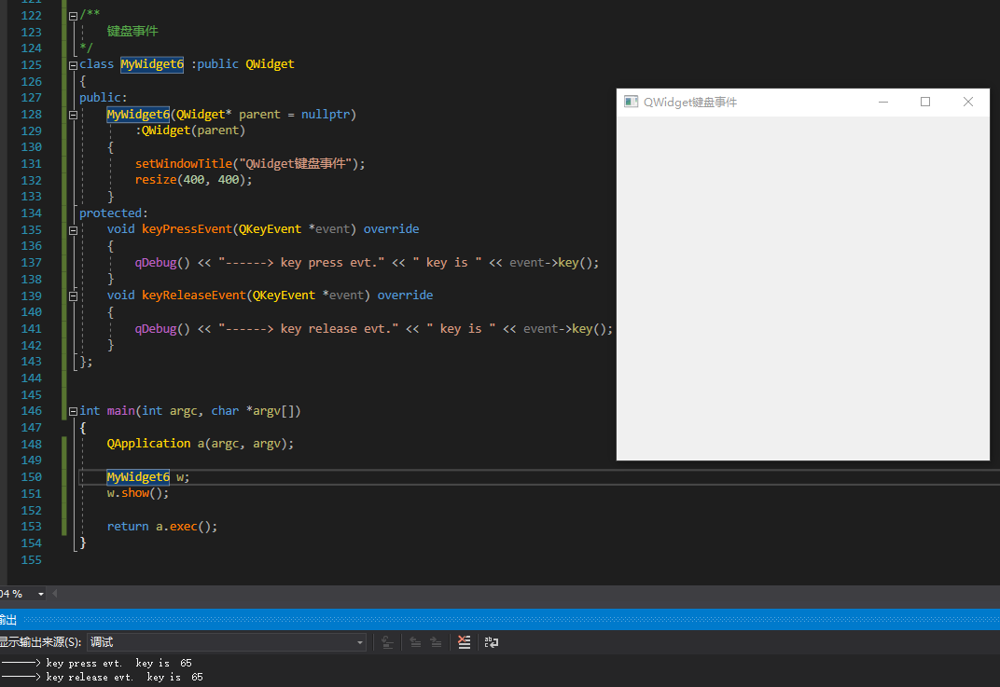 121
122 /**
123 键盘事件
124 */
125 class MyWidget6 :public QWidget
126 {
127 public:
128 MyWidget6(QWidget* parent = nullptr)
129 :QWidget(parent)
130 {
131 setWindowTitle("QWidget键盘事件");
132 resize(400, 400);
133 }
134 protected:
135 void keyPressEvent(QKeyEvent *event) override
136 {
137 qDebug() << "------> key press evt." << " key is " << event->key();
138 }
139 void keyReleaseEvent(QKeyEvent *event) override
140 {
141 qDebug() << "------> key release evt." << " key is " << event->key();
142 }
143 };
144
145
146 int main(int argc, char *argv[])
147 {
148 QApplication a(argc, argv);
149
150 MyWidget6 w;
151 w.show();
152
153 return a.exec();
154 }
155
QWidget键盘事件
04 %
输出
显示输出来源(S): 调试
------> key press evt.  key is  65
------> key release evt.  key is  65